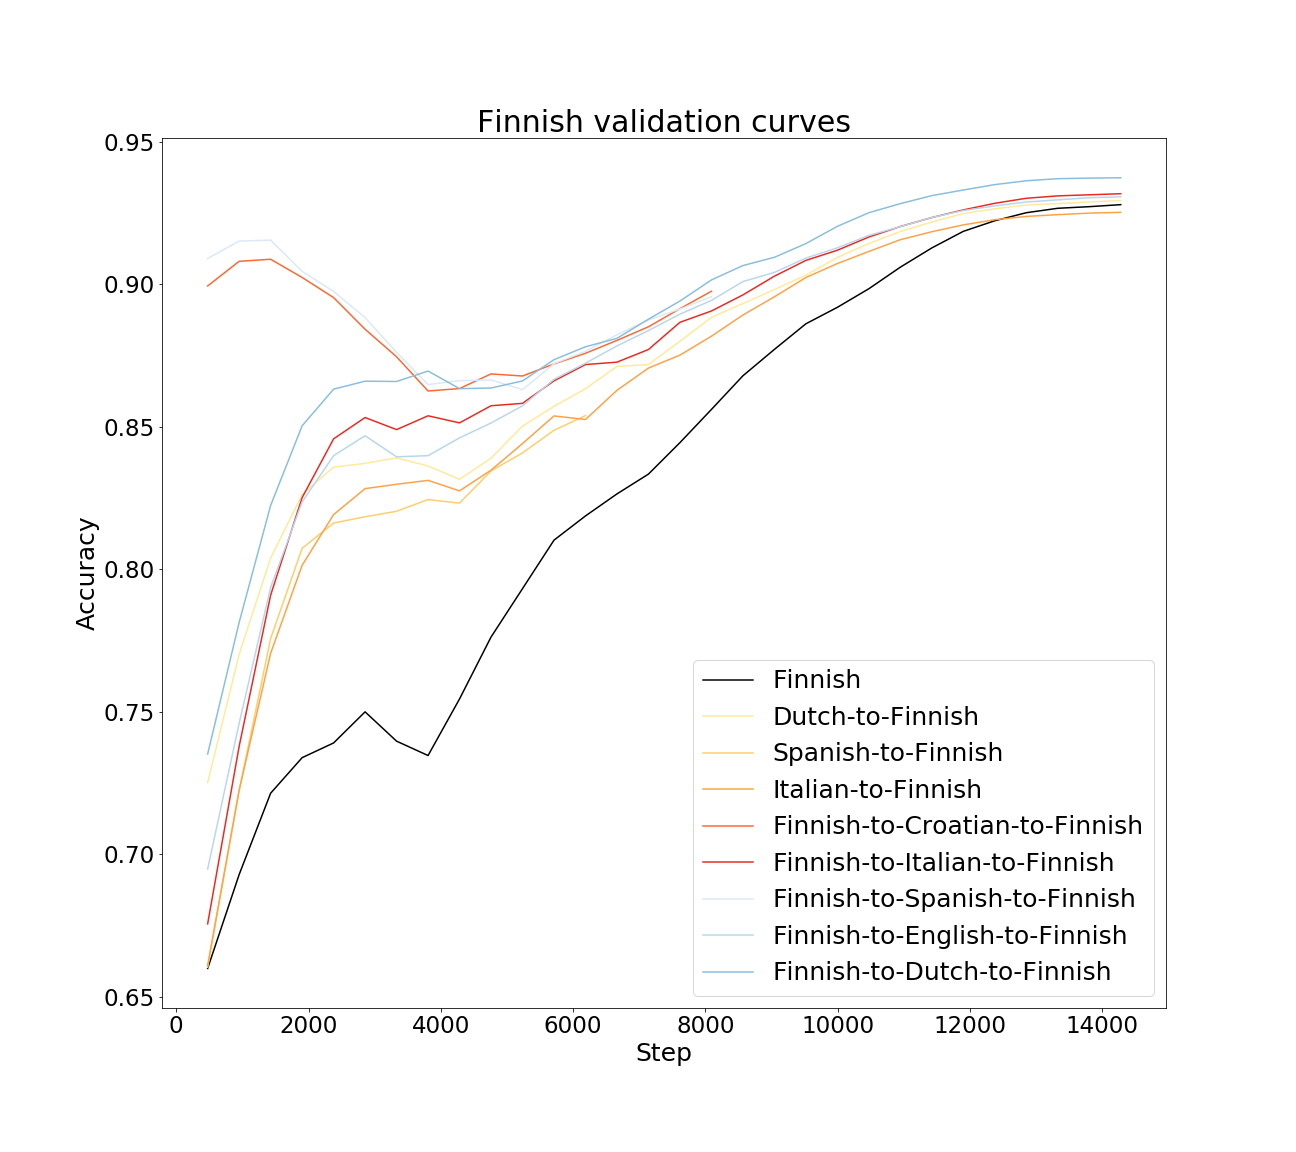 Finnish validation curves
0.95
0.90
0.85
0.80
0.75
0.70
0.65
Accuracy
0 2000 4000 6000 8000 10000 12000 14000
Step
Finnish
Dutch-to-Finnish
Spanish-to-Finnish
Italian-to-Finnish
Finnish-to-Croatian-to-Finnish
Finnish-to-Italian-to-Finnish
Finnish-to-Spanish-to-Finnish
Finnish-to-English-to-Finnish
Finnish-to-Dutch-to-Finnish